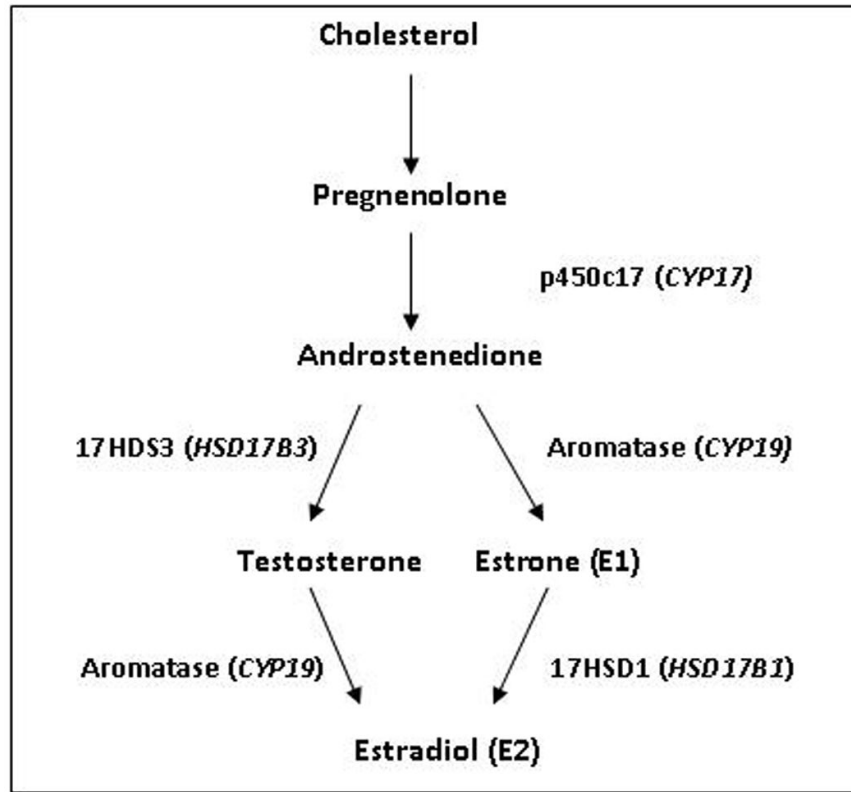 Cholesterol
Pregnenolone
p450c17 (CYP17)
Androstenedione
17HDS3 (HSD17B3)
Aromatase (CYP19)
Testosterone
Estrone (E1)
Aromatase (CYP19)
17HSD1 (HSD17B1)
Estradiol (E2)